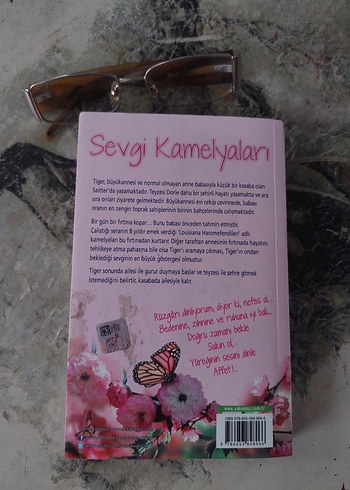 Sevgi Kamelyaları
Tiger, büyükannesi ve normal olmayan anne babasıyla küçük bir kasaba olan
Saitter'da yaşamaktadır. Teyzesi Dorie daha bir şehirli hayatı yaşamakta ve ara
sıra onları ziyarete gelmektedir. Büyükannesi evi çekip çevirmekte, babası
oranın en zengin toprak sahiplerinin birinin bahçelerinde çalışmaktadır.
Bir gün bir fırtına kopar… Bunu babası önceden tahmin etmiştir.
Çalıştığı seranın 8 yıldır emek verdiği 'Louisiana Hanımefendileri' adlı
kamelyaları bu fırtınadan kurtarır. Diğer taraftan annesinin fırtınada hayatını
tehlikeye atma pahasına bile olsa Tiger'ı aramaya çıkması, Tiger'ın ondan
beklediği sevginin en büyük göstergesi olmuştur.
Tiger sonunda ailesi ile gurur duymaya başlar ve teyzesi ile şehre gitmek
istemediğini belirtir, kasabada ailesiyle kalır.
Rüzgârı dinliyorum, diyor ki, nefes al...
Bedenine, zihnine ve ruhuna iyi bak...
Doğru zamanı bekle
Sakin ol,
Yüreğinin sesini dinle
Affet!...